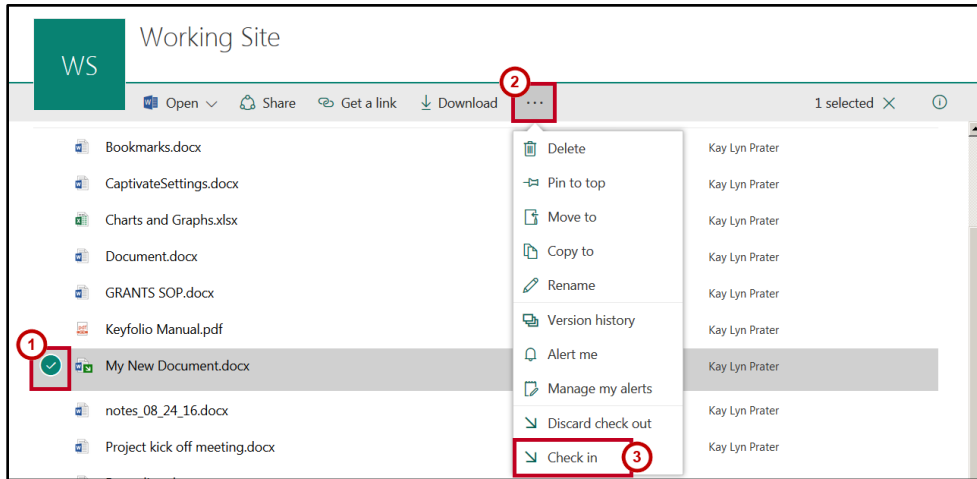 Working Site
WS
2
Open Share Get a link Download ... 1 selected
Bookmarks.docx Delete Kay Lyn Prater
CaptivateSettings.docx Pin to top Kay Lyn Prater
Charts and Graphs.xlsx Move to Kay Lyn Prater
Document.docx Copy to Kay Lyn Prater
GRANTS SOP.docx Rename Kay Lyn Prater
Keyfolio Manual.pdf Version history Kay Lyn Prater
1
My New Document.docx Alert me Kay Lyn Prater
Manage my alerts
notes_08_24_16.docx Discard check out Kay Lyn Prater
Project kick off meeting.docx Check in 3 Kay Lyn Prater